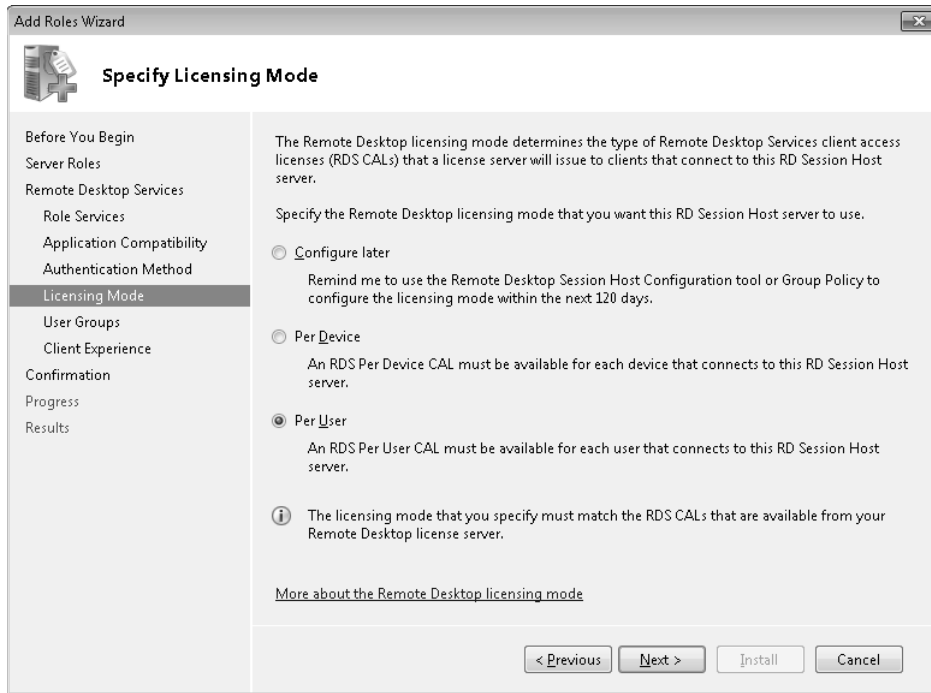 Add Roles Wizard
Specify Licensing Mode
Before You Begin
Server Roles
Remote Desktop Services
Role Services
Application Compatibility
Authentication Method
Licensing Mode
User Groups
Client Experience
Confirmation
Progress
Results
The Remote Desktop licensing mode determines the type of Remote Desktop Services client access
licenses (RDS CALs) that a license server will issue to clients that connect to this RD Session Host
server.
Specify the Remote Desktop licensing mode that you want this RD Session Host server to use.
Configure later
Remind me to use the Remote Desktop Session Host Configuration tool or Group Policy to
configure the licensing mode within the next 120 days.
Per Device
An RDS Per Device CAL must be available for each device that connects to this RD Session Host
server.
Per User
An RDS Per User CAL must be available for each user that connects to this RD Session Host
server.
The licensing mode that you specify must match the RDS CALs that are available from your
Remote Desktop license server.
More about the Remote Desktop licensing mode
< Previous
Next >
Install
Cancel